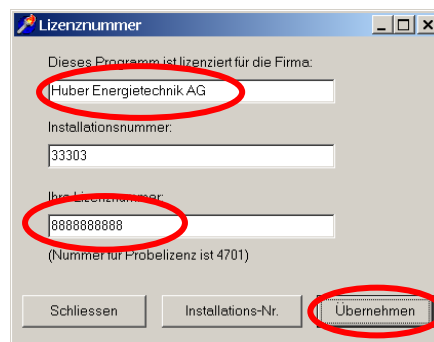 Lizenznummer
Dieses Programm ist lizenziert für die Firma:
Huber Energietechnik AG
Installationsnummer:
33303
Ihre Lizenznummer:
8888888888
(Nummer für Probelizenz ist 4701)
Schliessen Installations-Nr. Übernehmen